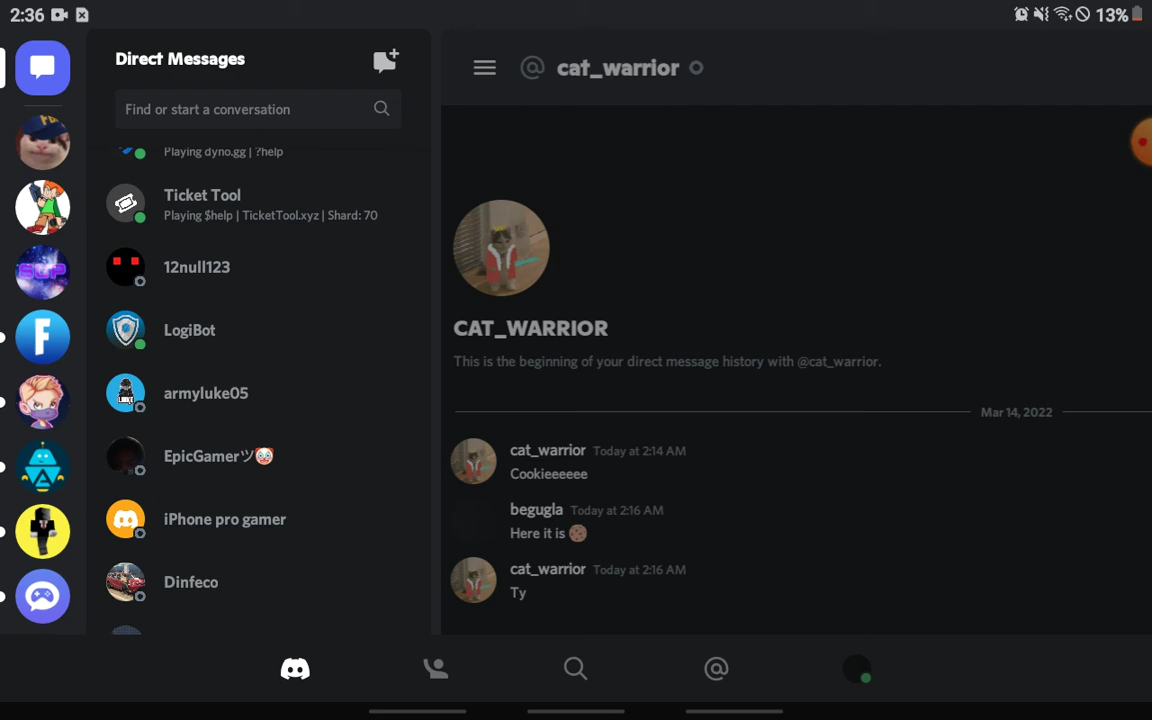 2:36
13%
Direct Messages
Find or start a conversation
Playing dyno.gg | ?help
Ticket Tool
Playing $help | TicketTool.xyz | Shard: 70
12null123
LogiBot
armyluke05
EpicGamerツ🤡
iPhone pro gamer
Dinfeco
@ cat_warrior
CAT_WARRIOR
This is the beginning of your direct message history with @cat_warrior.
Mar 14, 2022
cat_warrior Today at 2:14 AM
Cookieeeeee
begugla Today at 2:16 AM
Here it is 🍪
cat_warrior Today at 2:16 AM
Ty
SUP
F